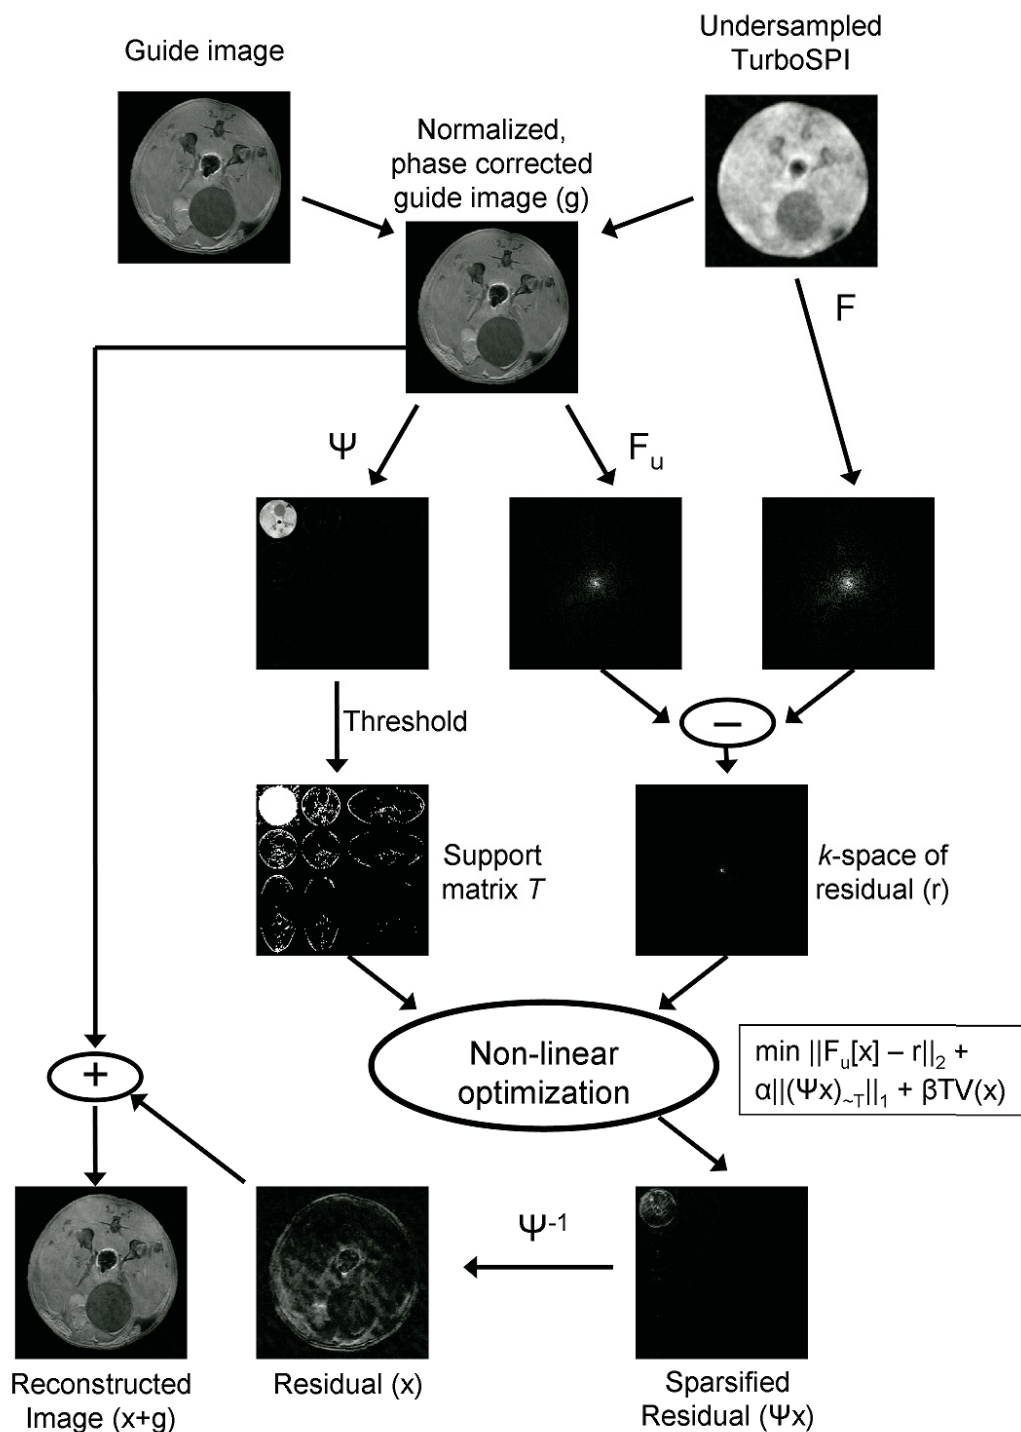 Guide image
Undersampled
TurboSPI
Normalized,
phase corrected
guide image (g)
F
Ψ
Fᵤ
−
Threshold
Support
matrix T
k-space of
residual (r)
Non-linear
optimization
min ||Fᵤ[x] – r||₂ +
α||(Ψx)~T||₁ + βTV(x)
+
Ψ⁻¹
Reconstructed
Image (x+g)
Residual (x)
Sparsified
Residual (Ψx)